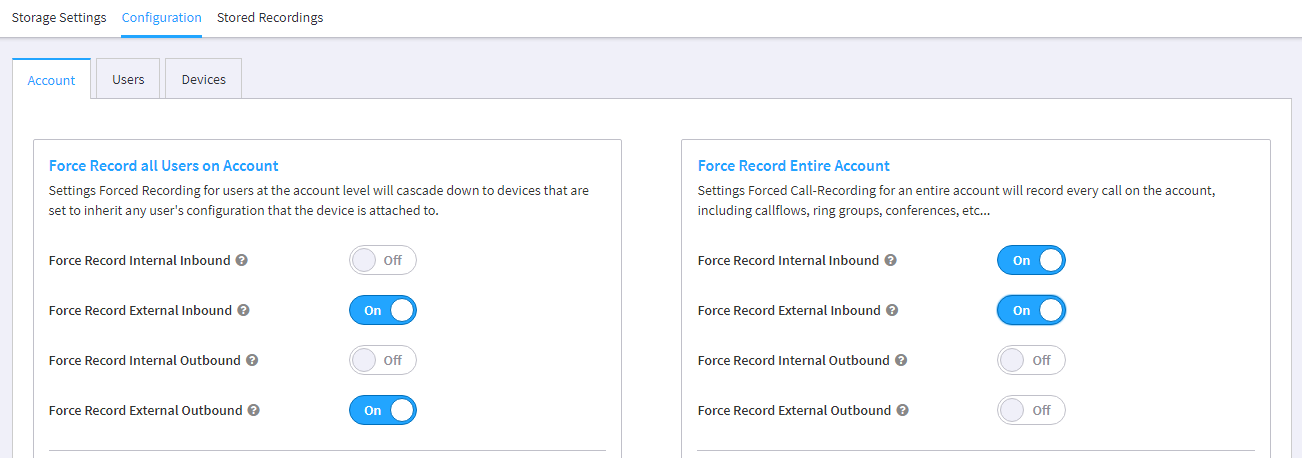 Storage Settings Configuration Stored Recordings
Account Users Devices
Force Record all Users on Account
Settings Forced Recording for users at the account level will cascade down to devices that are
set to inherit any user's configuration that the device is attached to.
Force Record Internal Inbound ? Off
Force Record External Inbound ? On
Force Record Internal Outbound ? Off
Force Record External Outbound ? On
Force Record Entire Account
Settings Forced Call-Recording for an entire account will record every call on the account,
including callflows, ring groups, conferences, etc...
Force Record Internal Inbound ? On
Force Record External Inbound ? On
Force Record Internal Outbound ? Off
Force Record External Outbound ? Off